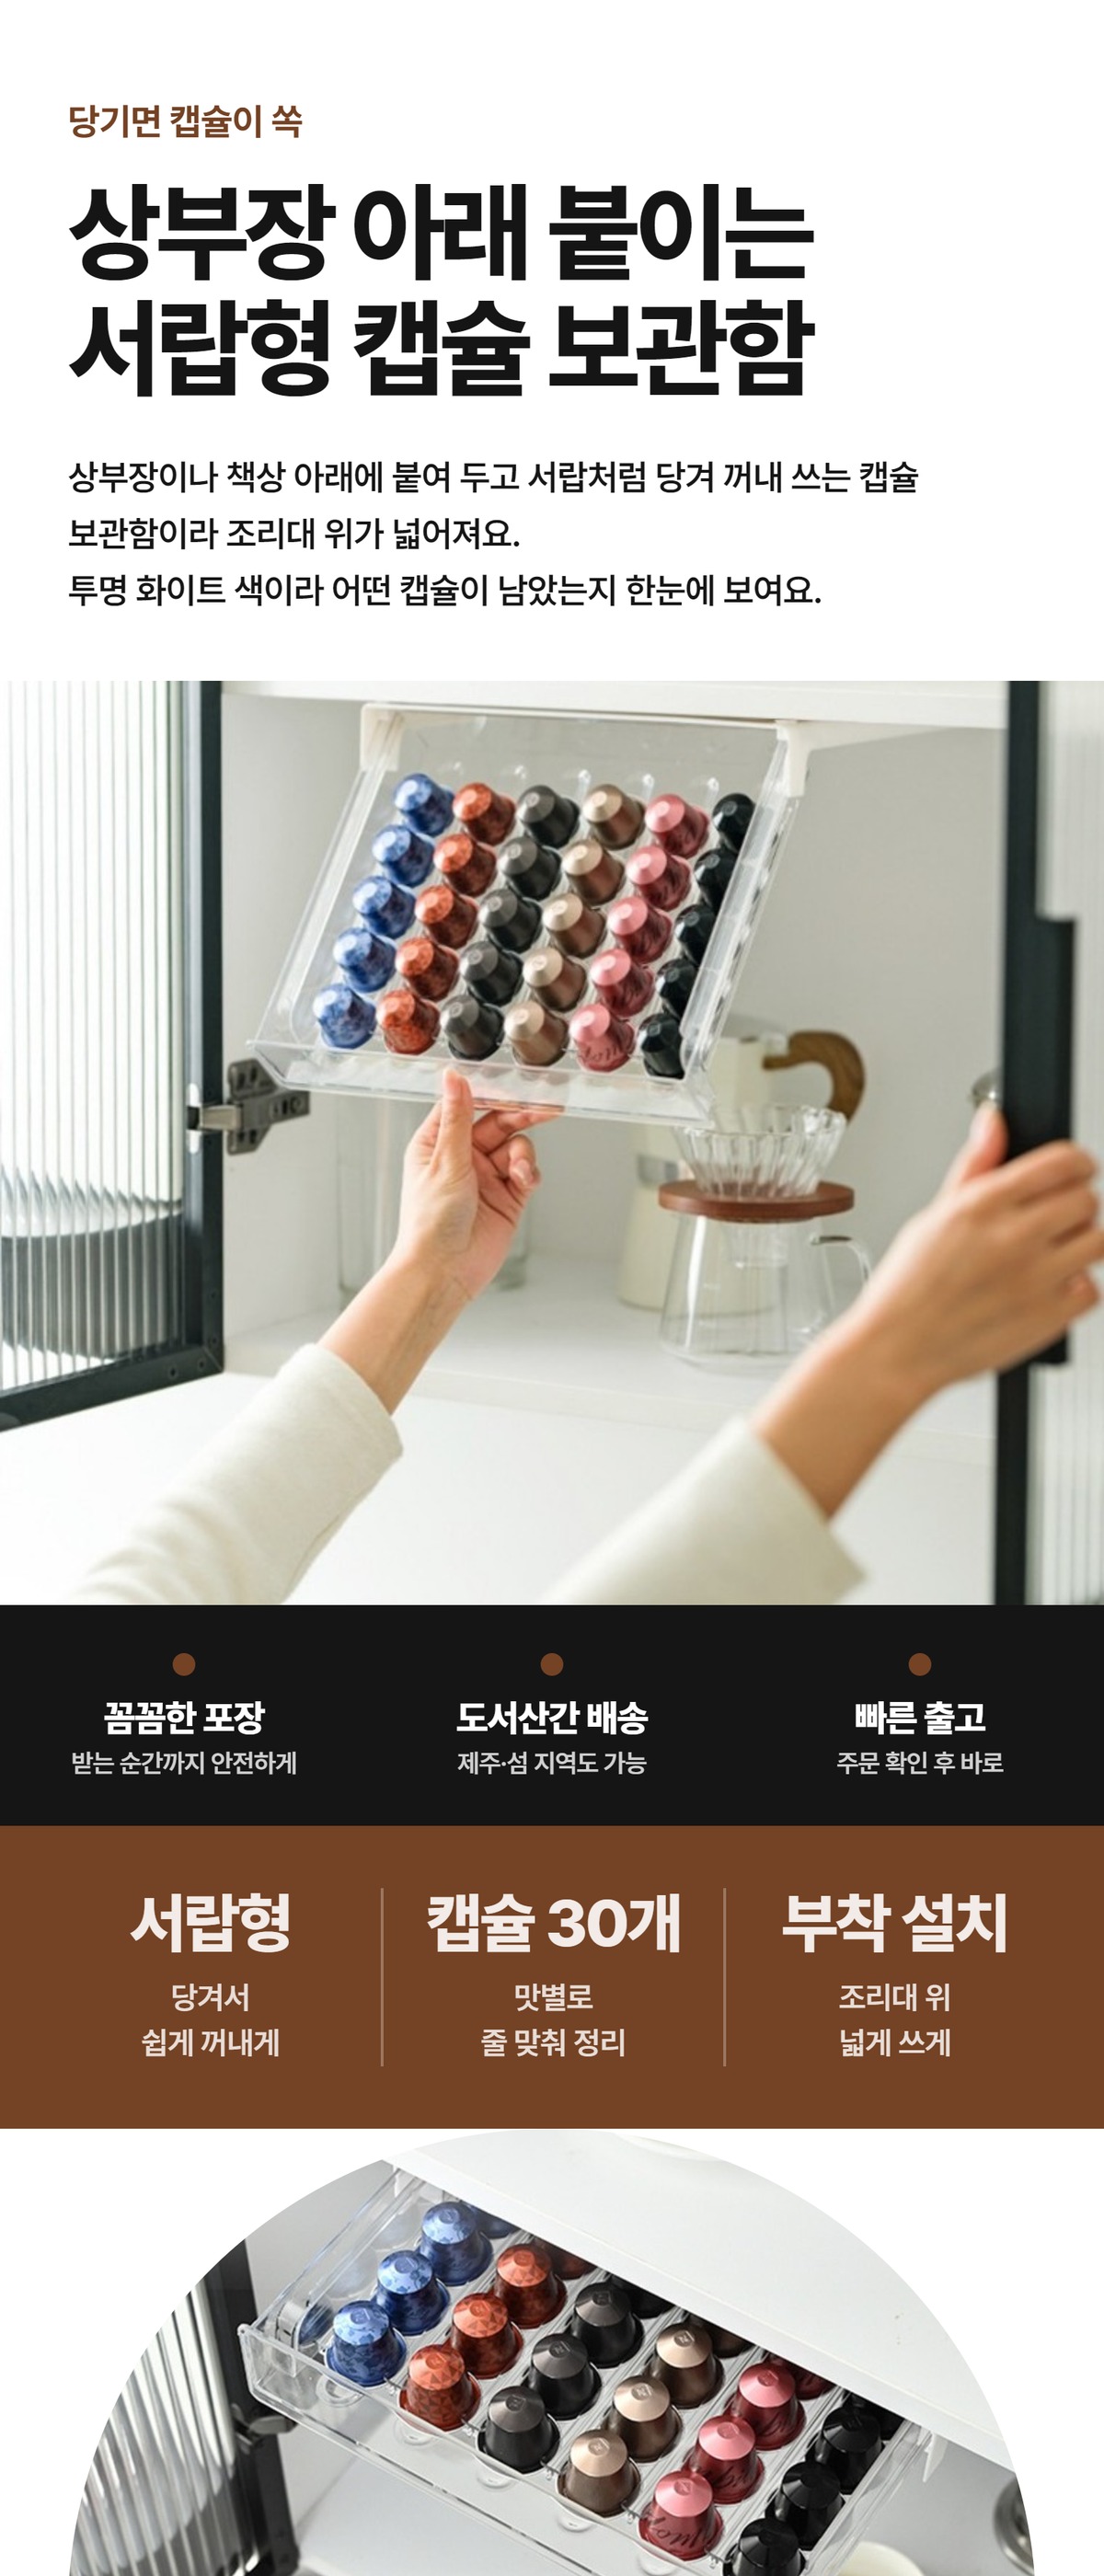 당기면 캡슐이 쏙
상부장 아래 붙이는
서랍형 캡슐 보관함
상부장이나 책상 아래에 붙여 두고 서랍처럼 당겨 꺼내 쓰는 캡슐
보관함이라 조리대 위가 넓어져요.
투명 화이트 색이라 어떤 캡슐이 남았는지 한눈에 보여요.
꼼꼼한 포장
받는 순간까지 안전하게
도서산간 배송
제주·섬 지역도 가능
빠른 출고
주문 확인 후 바로
서랍형
당겨서
쉽게 꺼내게
캡슐 30개
맛별로
줄 맞춰 정리
부착 설치
조리대 위
넓게 쓰게